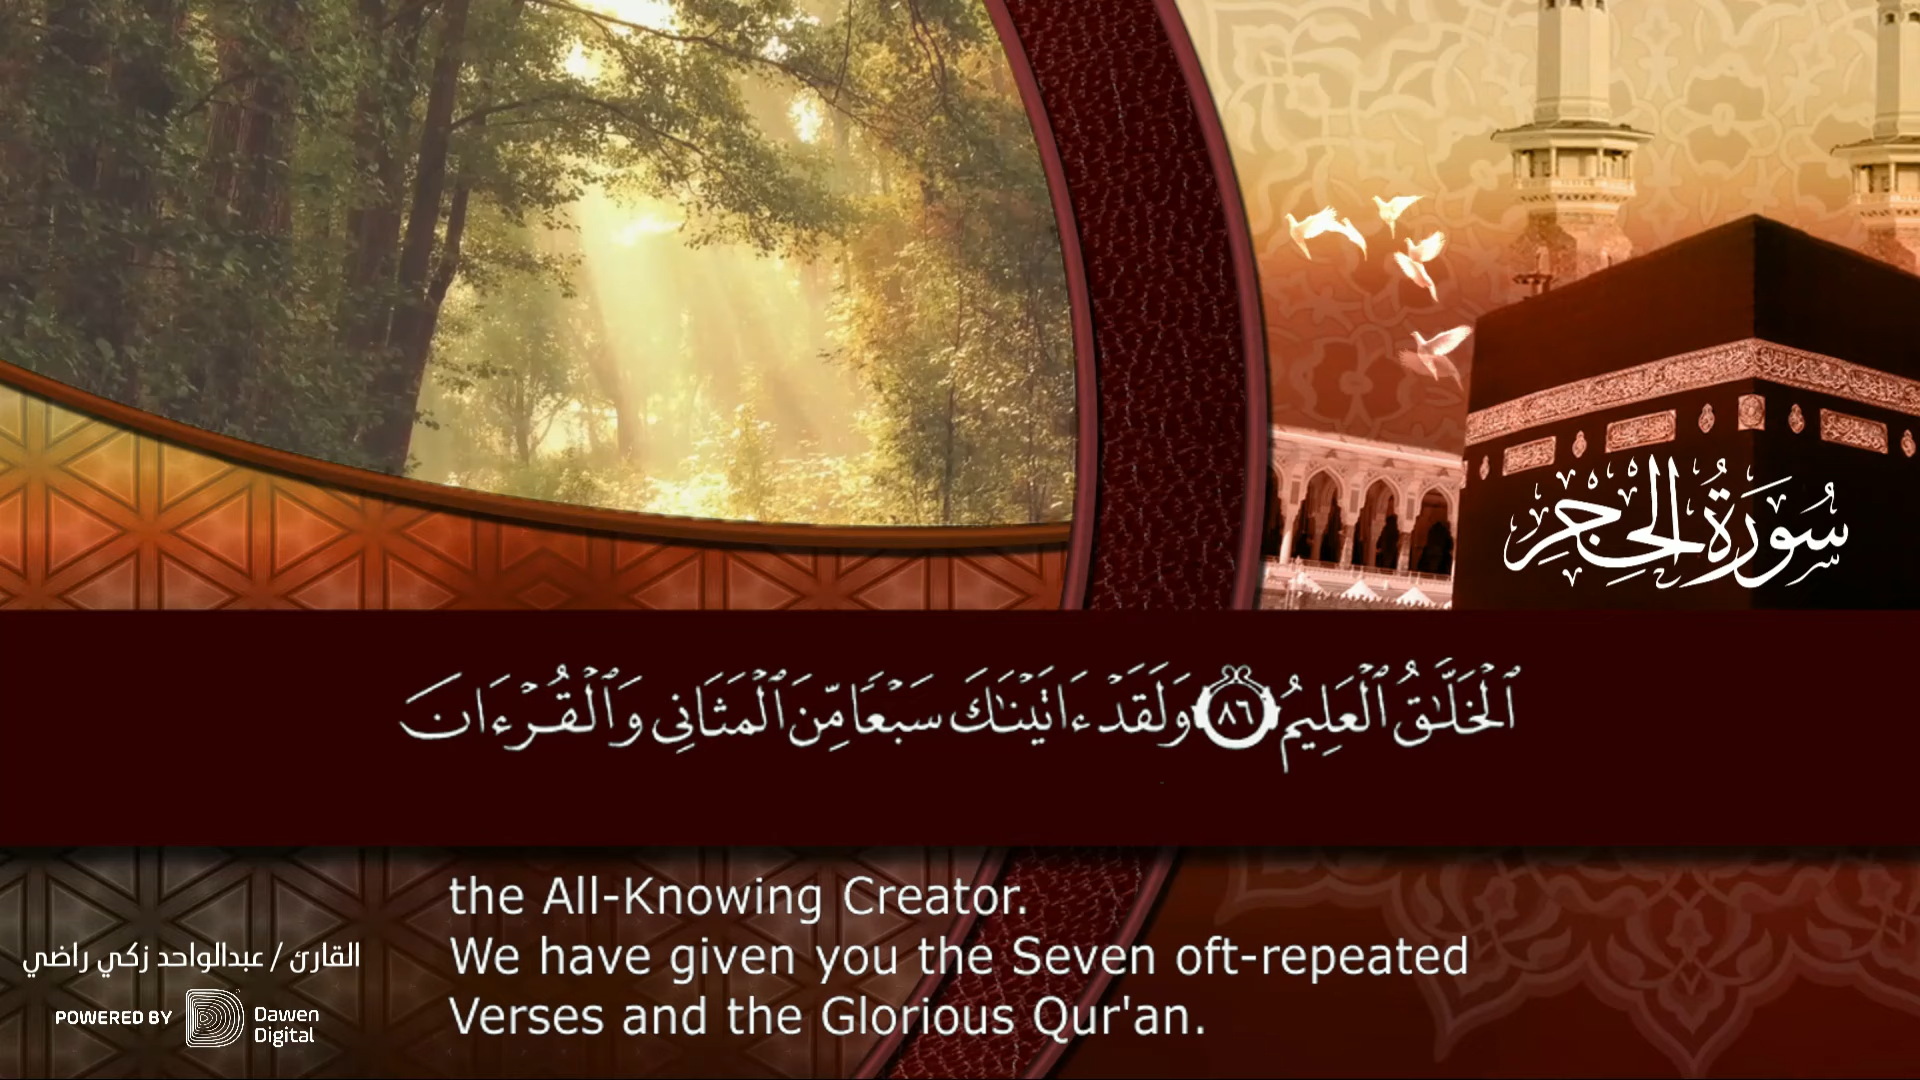 سُورَةُ الحِجْرِ
ٱلْخَلَّـٰقُ ٱلْعَلِيمُ ٨٦ وَلَقَدْ ءَاتَيْنَـٰكَ سَبْعًا مِّنَ ٱلْمَثَانِى وَٱلْقُرْءَانَ
the All-Knowing Creator.
We have given you the Seven oft-repeated
Verses and the Glorious Qur'an.
القارئ / عبدالواحد زكي راضي
POWERED BY Dawen
Digital